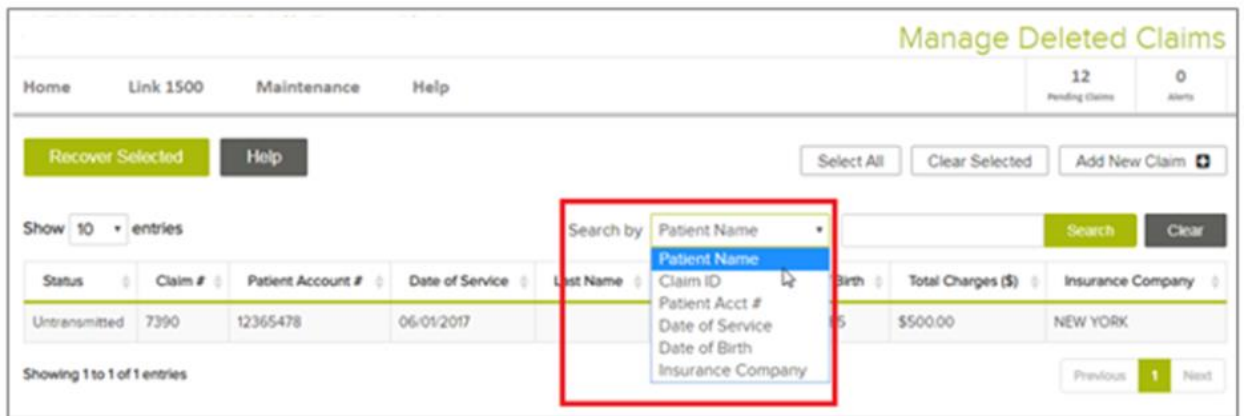 Manage Deleted Claims
Home Link 1500 Maintenance Help 12 0
Pending Claims Alerts
Recover Selected Help Select All Clear Selected Add New Claim
Show 10 entries Search by Patient Name Search Clear
Patient Name
Status Claim # Patient Account # Date of Service Last Name Claim ID Birth Total Charges ($) Insurance Company
Patient Acct #
Untransmitted 7390 12365478 06/01/2017 Date of Service $500.00 NEW YORK
Date of Birth
Insurance Company
Showing 1 to 1 of 1 entries Previous 1 Next